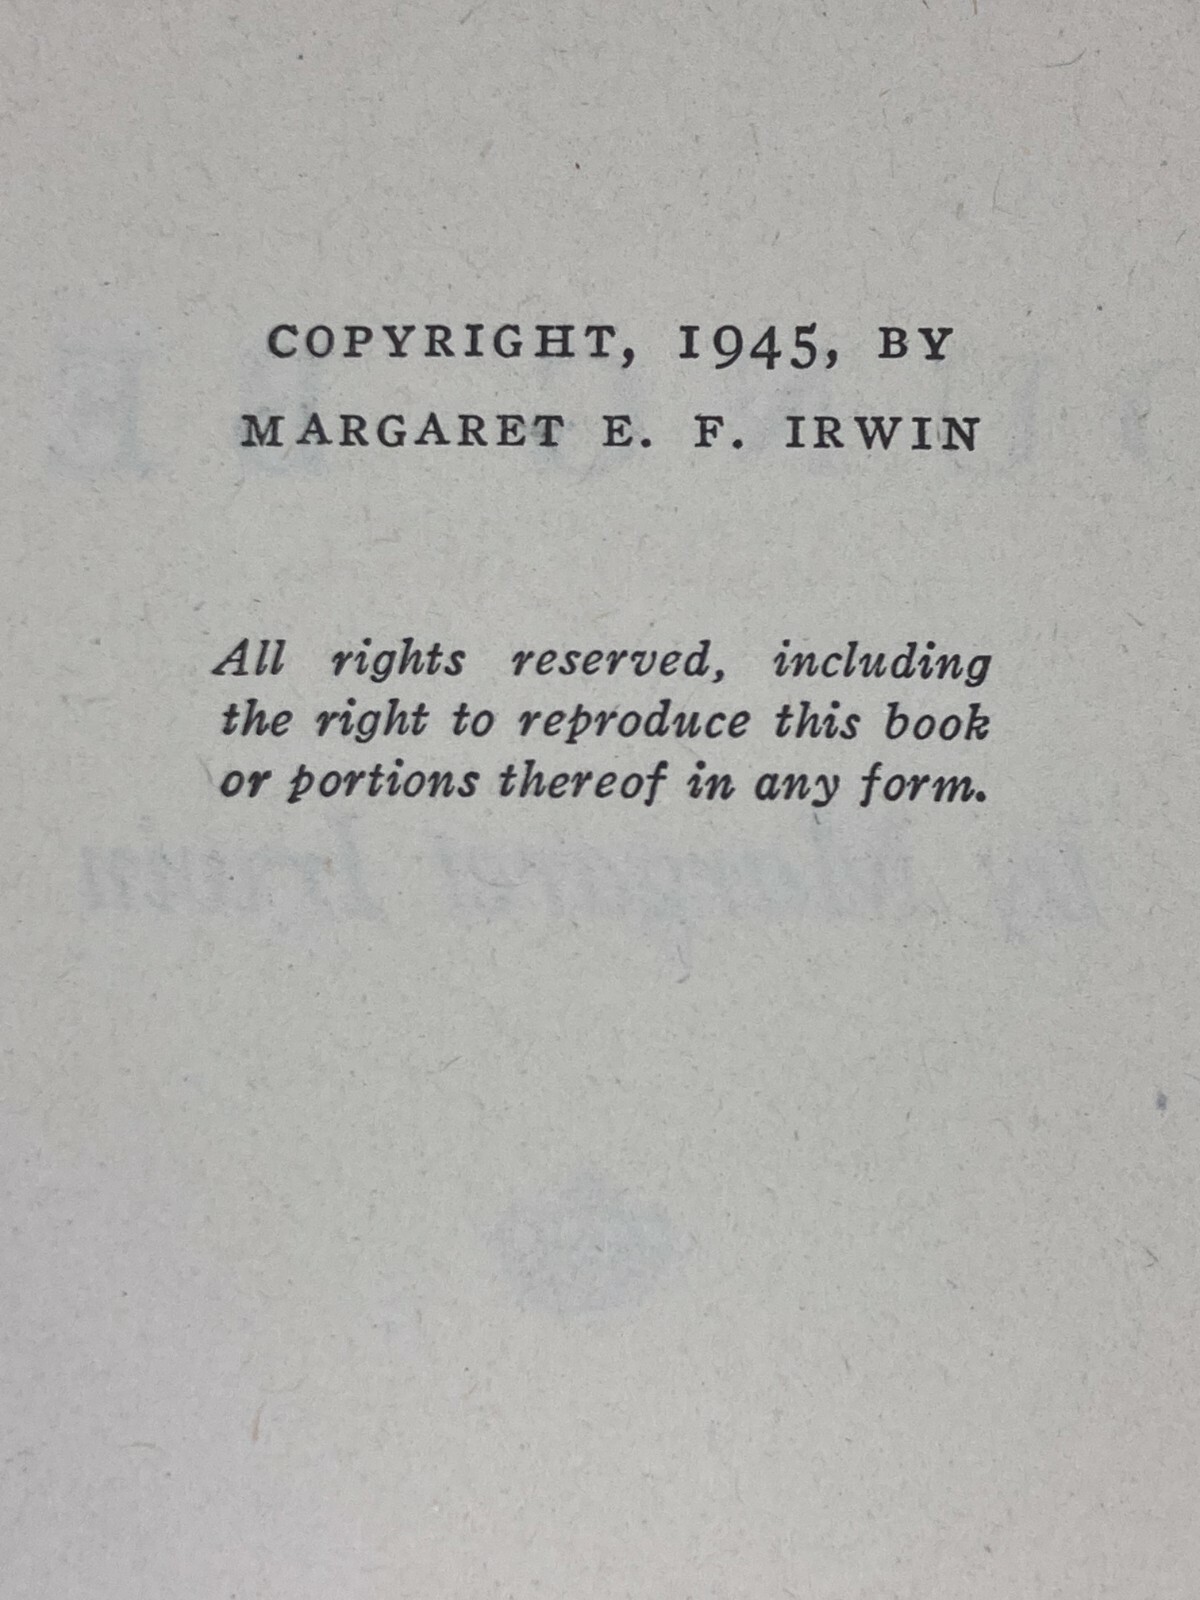 COPYRIGHT, 1945, BY
MARGARET E. F. IRWIN
All rights reserved, including
the right to reproduce this book
or portions thereof in any form.